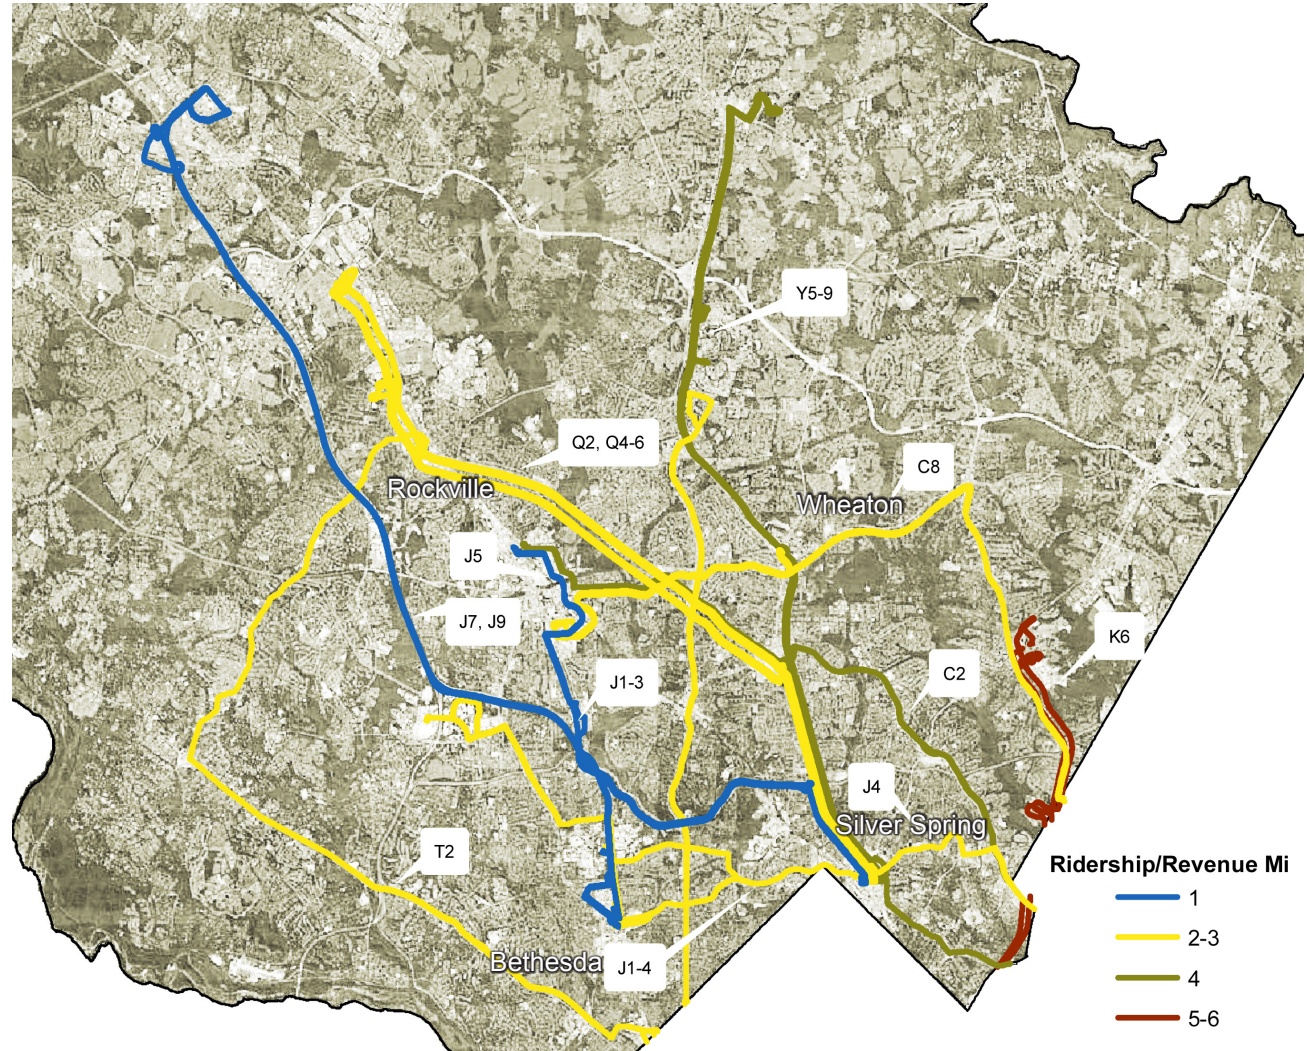 Y5-9
Q2, Q4-6
C8
Rockville
Wheaton
J5
J7, J9
K6
J1-3
C2
J4
Silver Spring
T2
Ridership/Revenue Mi
1
2-3
Bethesda
J1-4
4
5-6